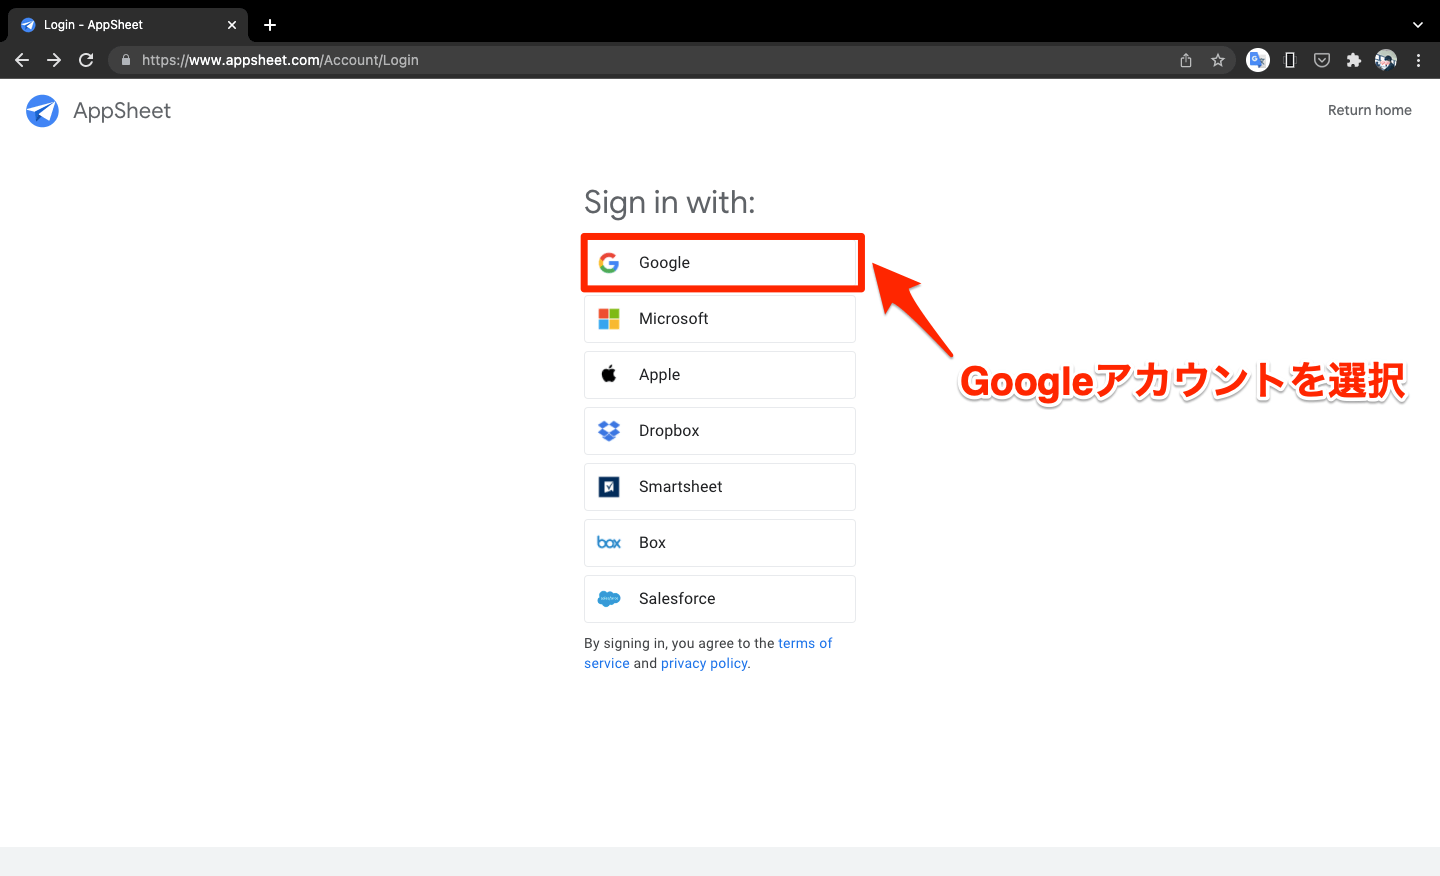 Login - AppSheet
https://www.appsheet.com/Account/Login
AppSheet
Return home
Sign in with:
Google
Microsoft
Googleアカウントを選択
Apple
Dropbox
Smartsheet
box Box
Salesforce
By signing in, you agree to the terms of
service and privacy policy.